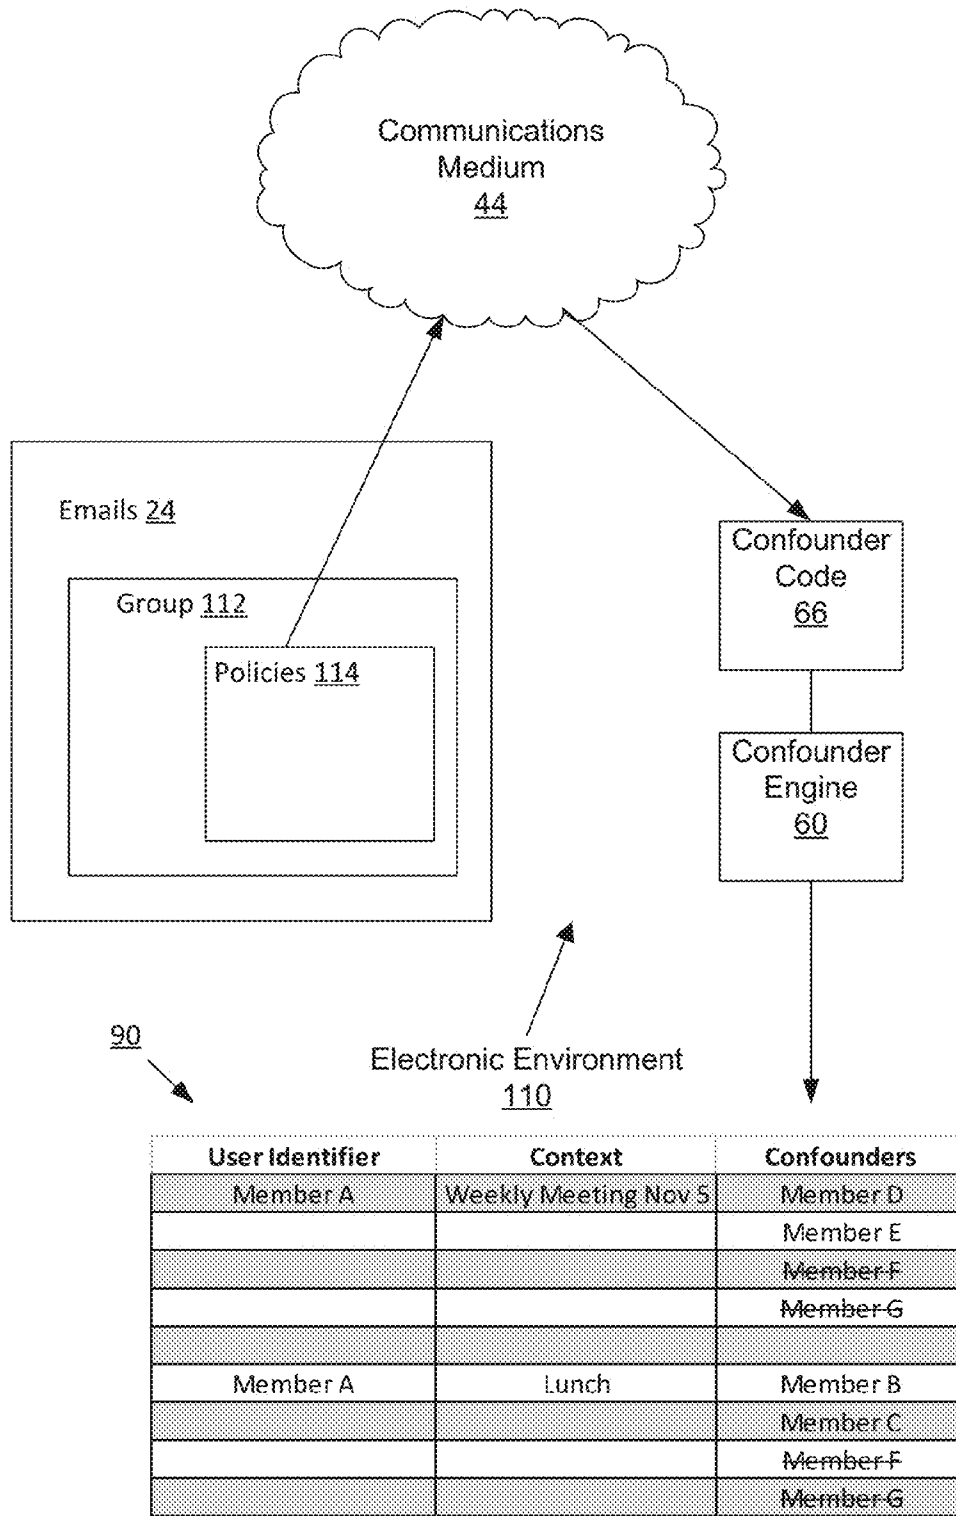 Communications
Medium
44
Emails 24
Group 112
Policies 114
Confounder
Code
66
Confounder
Engine
60
90
Electronic Environment
110
User Identifier Context Confounders
Member A Weekly Meeting Nov 5 Member D
Member E
Member F
Member G
Member A Lunch Member B
Member C
Member F
Member G